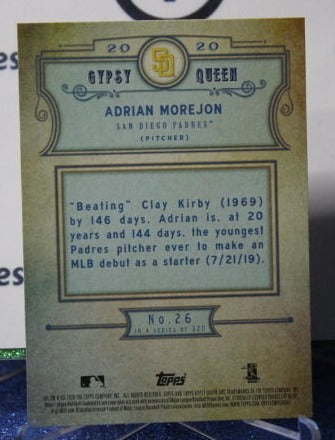 20 SD 20
GYPSY QUEEN
ADRIAN MOREJON
SAN DIEGO PADRES™
(PITCHER)
"Beating" Clay Kirby (1969)
by 146 days. Adrian is, at 20
years and 144 days, the youngest
Padres pitcher ever to make an
MLB debut as a starter (7/21/19).
No. 26
IN A SERIES OF 320
Topps